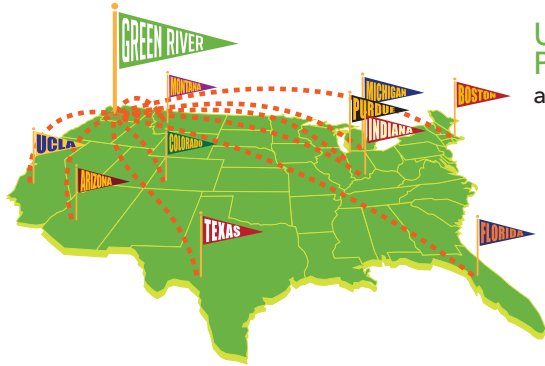 GREEN RIVER
MONTANA
MICHIGAN
PURDUE
BOSTON
INDIANA
UCLA
COLORADO
ARIZONA
TEXAS
FLORIDA